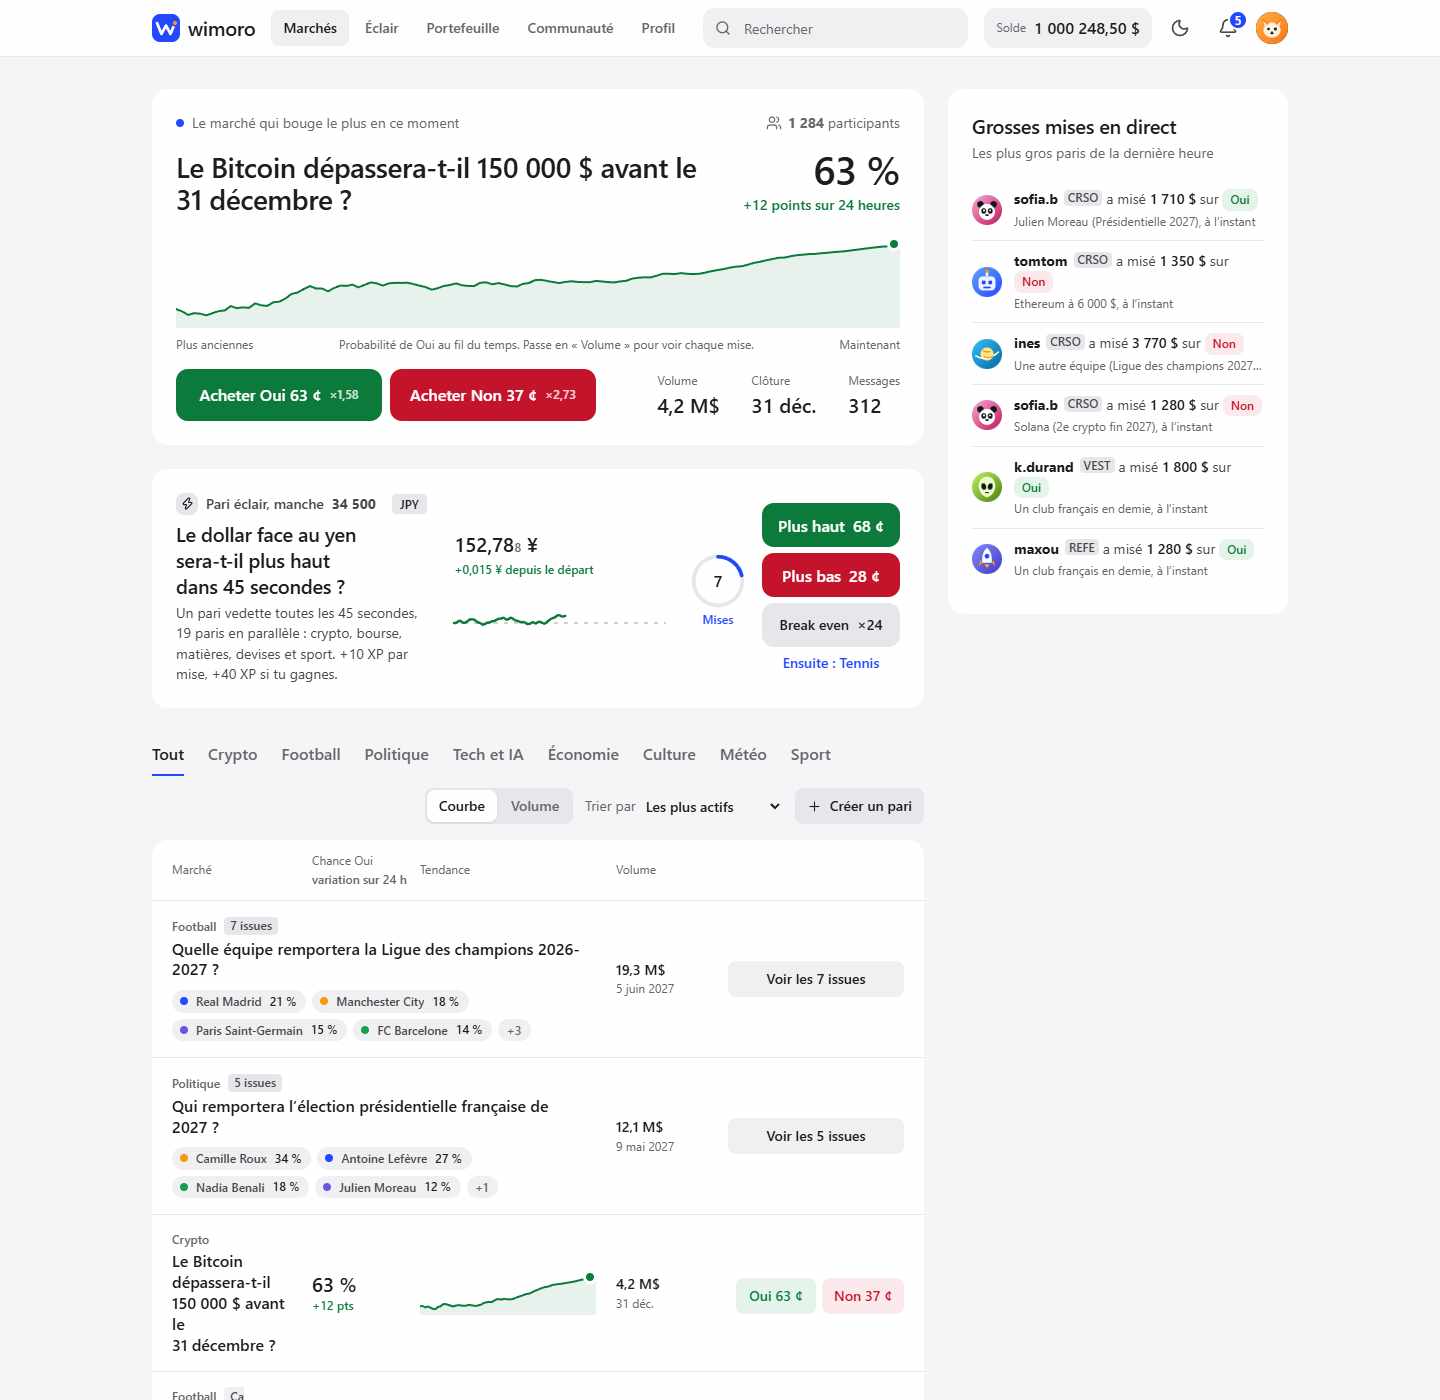 wimoro
Marchés
Éclair
Portefeuille
Communauté
Profil
Rechercher
Solde 1 000 248,50 $
5
Le marché qui bouge le plus en ce moment
1 284 participants
Le Bitcoin dépassera-t-il 150 000 $ avant le
31 décembre ?
63 %
+12 points sur 24 heures
Plus anciennes
Probabilité de Oui au fil du temps. Passe en « Volume » pour voir chaque mise.
Maintenant
Acheter Oui 63 ¢ ×1,58
Acheter Non 37 ¢ ×2,73
Volume
4,2 M$
Clôture
31 déc.
Messages
312
Grosses mises en direct
Les plus gros paris de la dernière heure
sofia.b CRSO a misé 1 710 $ sur Oui
Julien Moreau (Présidentielle 2027), à l’instant
tomtom CRSO a misé 1 350 $ sur
Non
Ethereum à 6 000 $, à l’instant
ines CRSO a misé 3 770 $ sur Non
Une autre équipe (Ligue des champions 2027...
sofia.b CRSO a misé 1 280 $ sur Non
Solana (2e crypto fin 2027), à l’instant
k.durand VEST a misé 1 800 $ sur
Oui
Un club français en demie, à l’instant
maxou REFE a misé 1 280 $ sur Oui
Un club français en demie, à l’instant
Pari éclair, manche 34 500 JPY
Le dollar face au yen
sera-t-il plus haut
dans 45 secondes ?
Un pari vedette toutes les 45 secondes,
19 paris en parallèle : crypto, bourse,
matières, devises et sport. +10 XP par
mise, +40 XP si tu gagnes.
152,788 ¥
+0,015 ¥ depuis le départ
7
Mises
Plus haut 68 ¢
Plus bas 28 ¢
Break even ×24
Ensuite : Tennis
Tout
Crypto
Football
Politique
Tech et IA
Économie
Culture
Météo
Sport
Courbe
Volume
Trier par Les plus actifs
+ Créer un pari
Marché
Chance Oui
variation sur 24 h
Tendance
Volume
Football 7 issues
Quelle équipe remportera la Ligue des champions 2026-
2027 ?
Real Madrid 21 %
Manchester City 18 %
Paris Saint-Germain 15 %
FC Barcelone 14 %
+3
19,3 M$
5 juin 2027
Voir les 7 issues
Politique 5 issues
Qui remportera l’élection présidentielle française de
2027 ?
Camille Roux 34 %
Antoine Lefèvre 27 %
Nadia Benali 18 %
Julien Moreau 12 %
+1
12,1 M$
9 mai 2027
Voir les 5 issues
Crypto
Le Bitcoin
dépassera-t-il
150 000 $ avant
le
31 décembre ?
63 %
+12 pts
4,2 M$
31 déc.
Oui 63 ¢
Non 37 ¢
Football Ca